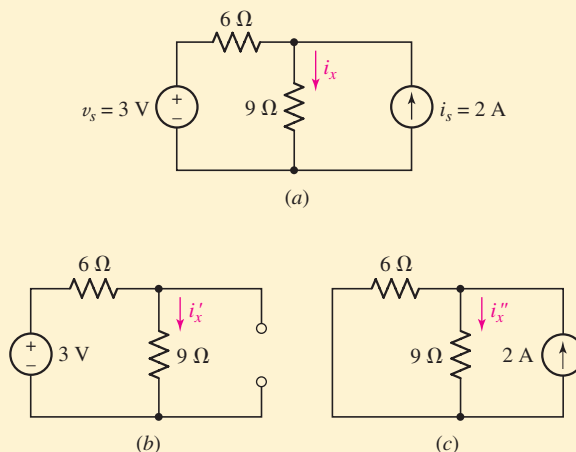 6 Ω
i_x
v_s = 3 V
+
−
9 Ω
i_s = 2 A
(a)
6 Ω
i_x′
+
−
3 V
9 Ω
(b)
6 Ω
i_x″
9 Ω
2 A
(c)